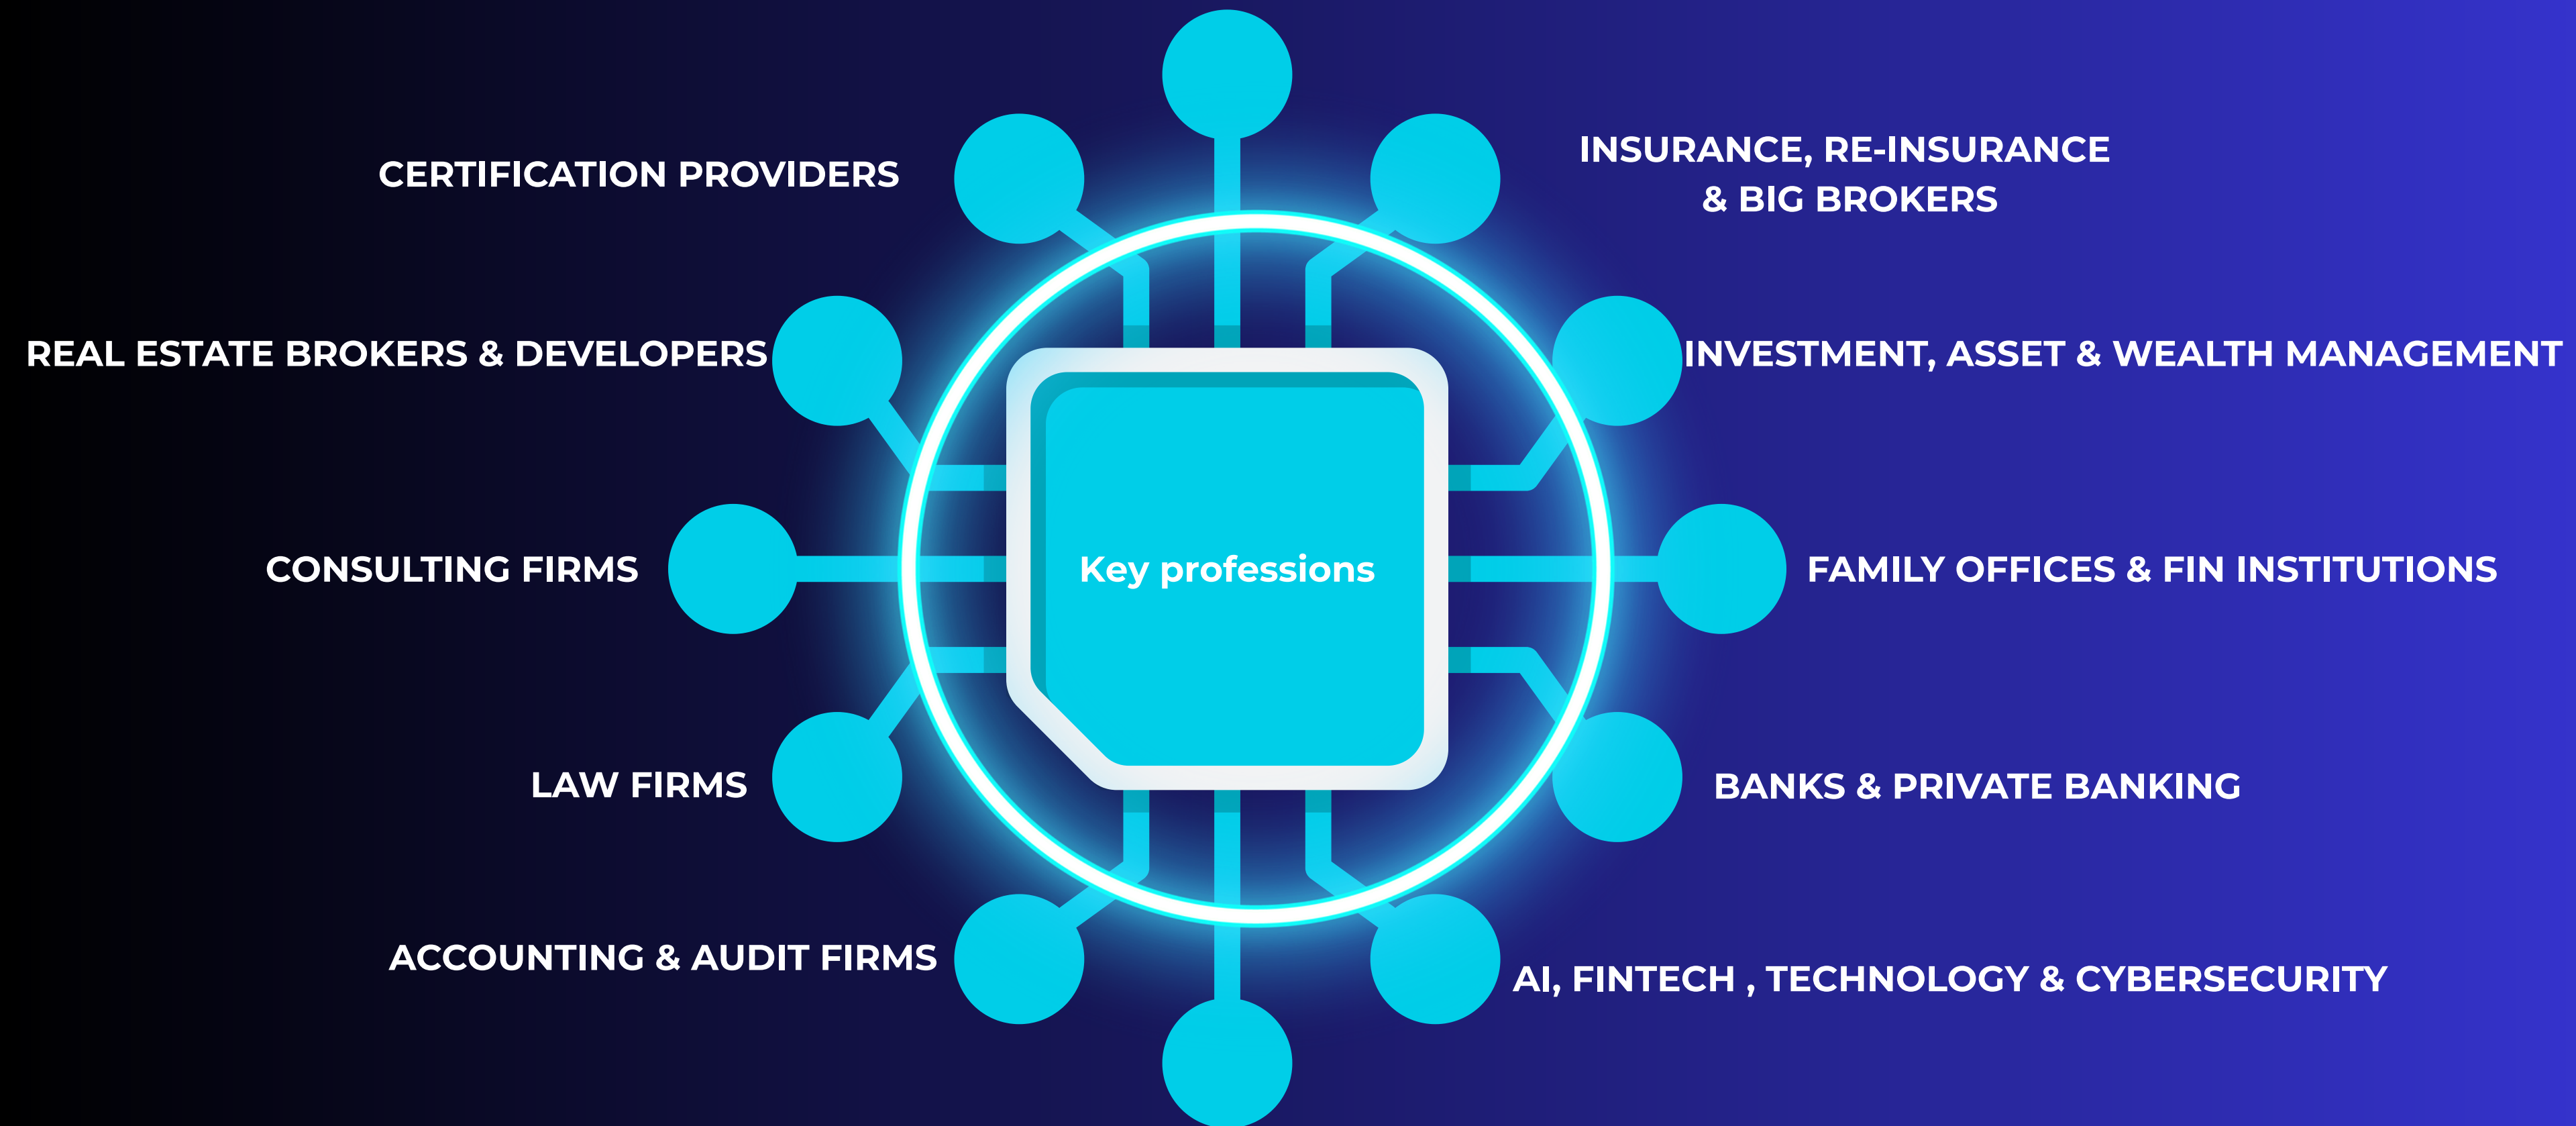 CERTIFICATION PROVIDERS
INSURANCE, RE-INSURANCE
& BIG BROKERS
REAL ESTATE BROKERS & DEVELOPERS
INVESTMENT, ASSET & WEALTH MANAGEMENT
CONSULTING FIRMS
Key professions
FAMILY OFFICES & FIN INSTITUTIONS
LAW FIRMS
BANKS & PRIVATE BANKING
ACCOUNTING & AUDIT FIRMS
AI, FINTECH , TECHNOLOGY & CYBERSECURITY